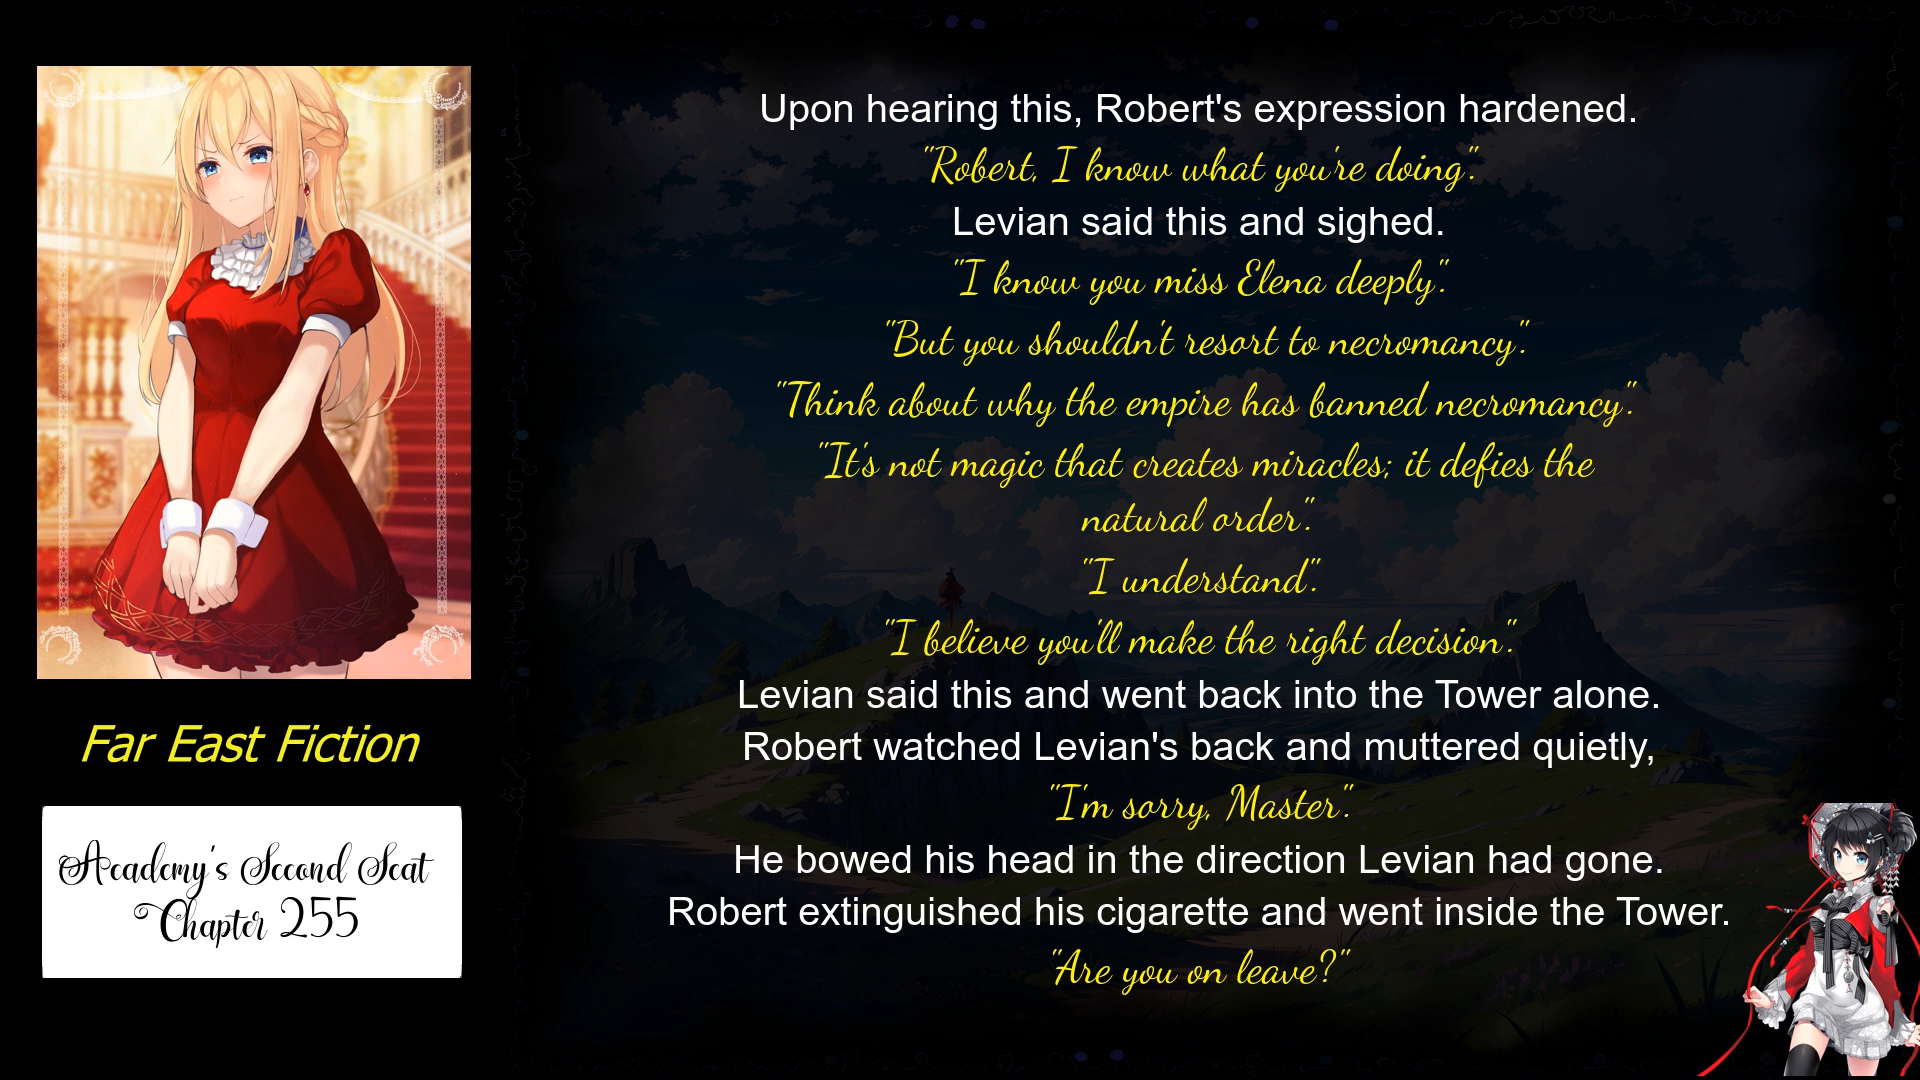 Upon hearing this, Robert's expression hardened.
"Robert, I know what you're doing".
Levian said this and sighed.
"I know you miss Elena deeply".
"But you shouldn't resort to necromancy".
"Think about why the empire has banned necromancy".
"It's not magic that creates miracles; it defies the
natural order".
"I understand".
"I believe you'll make the right decision".
Levian said this and went back into the Tower alone.
Robert watched Levian's back and muttered quietly,
"I'm sorry, Master".
He bowed his head in the direction Levian had gone.
Robert extinguished his cigarette and went inside the Tower.
"Are you on leave?"
Far East Fiction
Academy's Second Seat
Chapter 255